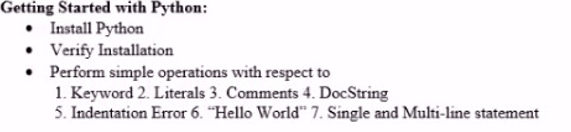 Getting Started with Python:
• Install Python
• Verify Installation
• Perform simple operations with respect to
1. Keyword 2. Literals 3. Comments 4. DocString
5. Indentation Error 6. “Hello World” 7. Single and Multi-line statement